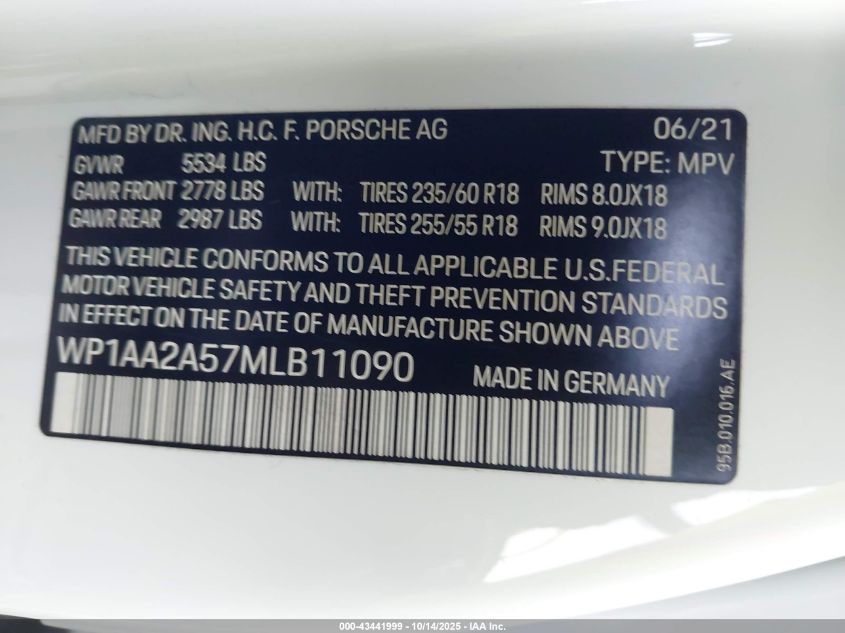 MFD BY DR. ING. H.C. F. PORSCHE AG 06/21
GVWR 5534 LBS TYPE: MPV
GAWR FRONT 2778 LBS WITH: TIRES 235/60 R18 RIMS 8.0JX18
GAWR REAR 2987 LBS WITH: TIRES 255/55 R18 RIMS 9.0JX18
THIS VEHICLE CONFORMS TO ALL APPLICABLE U.S.FEDERAL
MOTOR VEHICLE SAFETY AND THEFT PREVENTION STANDARDS
IN EFFECT ON THE DATE OF MANUFACTURE SHOWN ABOVE
WP1AA2A57MLB11090 MADE IN GERMANY
95B.010.016.AE
000-43441999 | 10/14/2025 - IAA Inc.